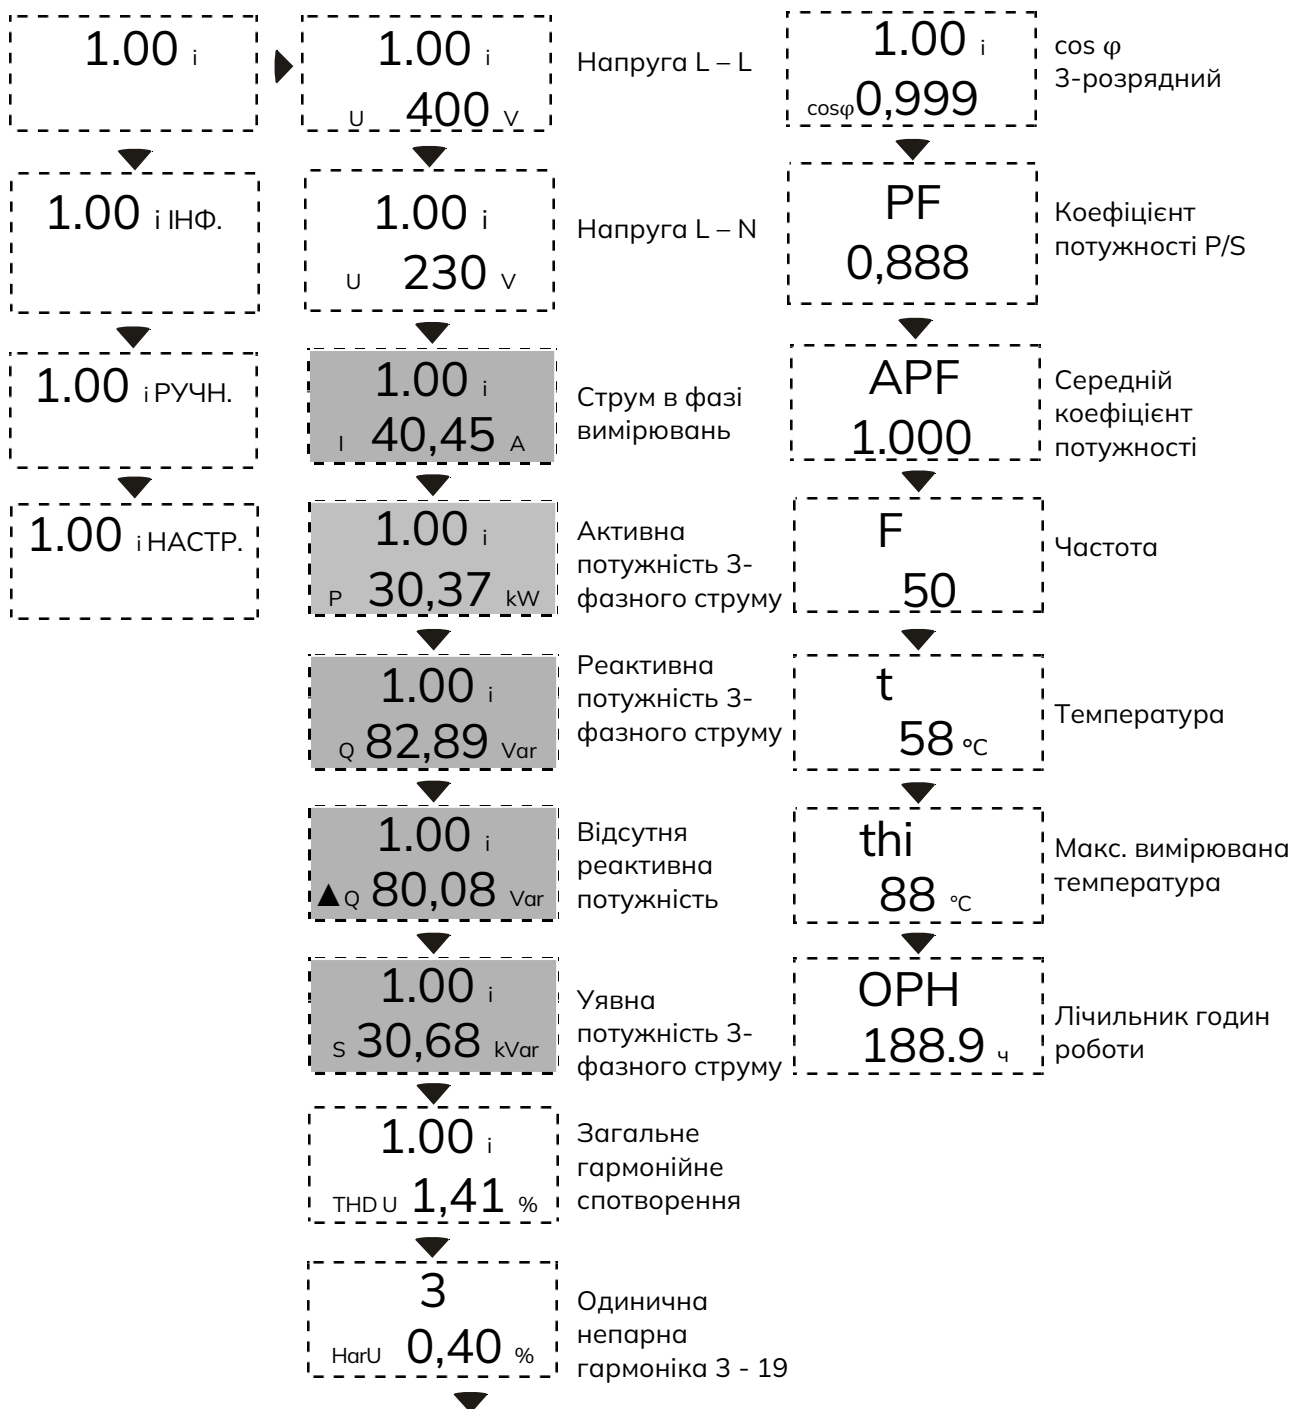 1.00 i
1.00 i ІНФ.
1.00 i РУЧН.
1.00 i НАСТР.
1.00 i
U 400 V
Напруга L – L
1.00 i
U 230 V
Напруга L – N
1.00 i
I 40,45 A
Струм в фазі
вимірювань
1.00 i
P 30,37 kW
Активна
потужність 3-
фазного струму
1.00 i
Q 82,89 Var
Реактивна
потужність 3-
фазного струму
1.00 i
▲Q 80,08 Var
Відсутня
реактивна
потужність
1.00 i
S 30,68 kVar
Уявна
потужність 3-
фазного струму
1.00 i
THD U 1,41 %
Загальне
гармонійне
спотворення
3
HarU 0,40 %
Одинична
непарна
гармоніка 3 - 19
1.00 i
cosφ 0,999
cos φ
3-розрядний
PF
0,888
Коефіцієнт
потужності P/S
APF
1.000
Середній
коефіцієнт
потужності
F
50
Частота
t
58 °C
Температура
thi
88 °C
Макс. вимірювана
температура
OPH
188.9 ч
Лічильник годин
роботи